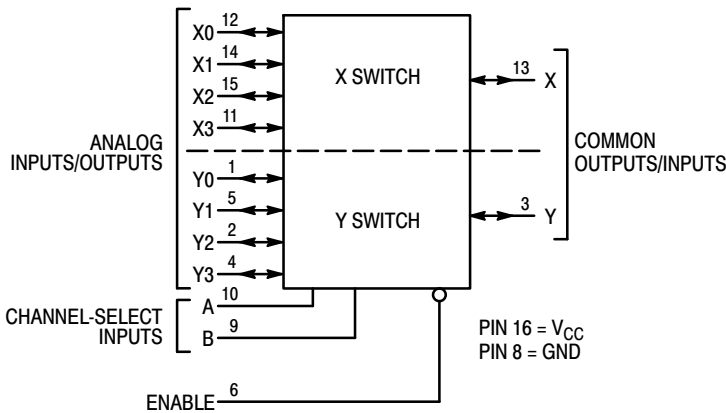 X0 12
X1 14
X2 15
X3 11
X SWITCH
13 X
ANALOG
INPUTS/OUTPUTS
COMMON
OUTPUTS/INPUTS
Y0 1
Y1 5
Y2 2
Y3 4
Y SWITCH
3 Y
CHANNEL-SELECT
INPUTS
A 10
B 9
PIN 16 = VCC
PIN 8 = GND
ENABLE 6